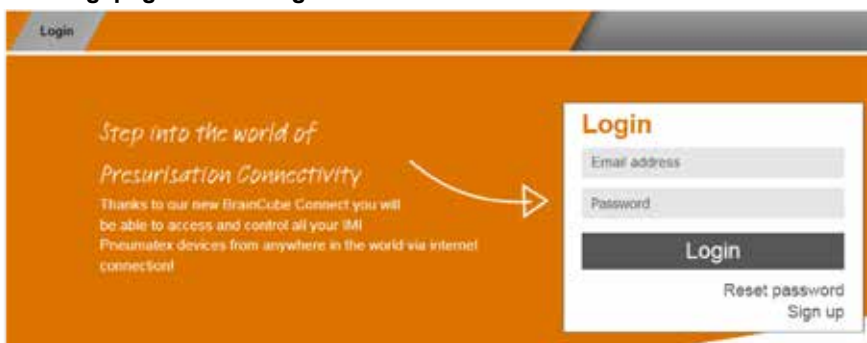 Login
Step into the world of
Presurisation Connectivity
Thanks to our new BrainCube Connect you will
be able to access and control all your IMI
Pneumatex devices from anywhere in the world via internet
connection!
Login
Email address
Password
Login
Reset password
Sign up